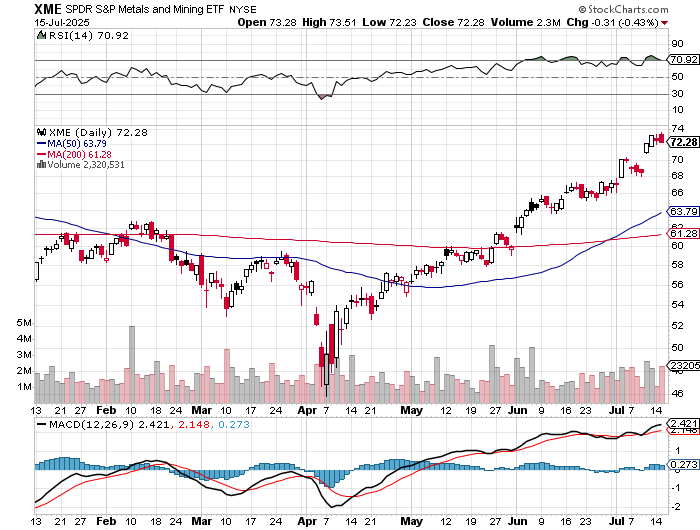 XME SPDR S&P Metals and Mining ETF NYSE © StockCharts.com
15-Jul-2025 Open 73.28 High 73.51 Low 72.23 Close 72.28 Volume 2.3M Chg -0.31 (-0.43%)
RSI(14) 70.92
90
70.92
50
30
10
XME (Daily) 72.28
MA(50) 63.79
MA(200) 61.28
Volume 2,320,531
74
72.28
70
68
66
63.79
61.28
60
58
56
54
52
50
46
5M
4M
3M
2M
1M
23205
13 21 27 Feb 10 18 24 Mar 10 17 24 Apr 7 14 21 May 12 19 27 Jun 9 16 23 Jul 7 14
MACD(12,26,9) 2.421, 2.148, 0.273
2.421
2.148
0.273
-1
-2
13 21 27 Feb 10 18 24 Mar 10 17 24 Apr 7 14 21 May 12 19 27 Jun 9 16 23 Jul 7 14